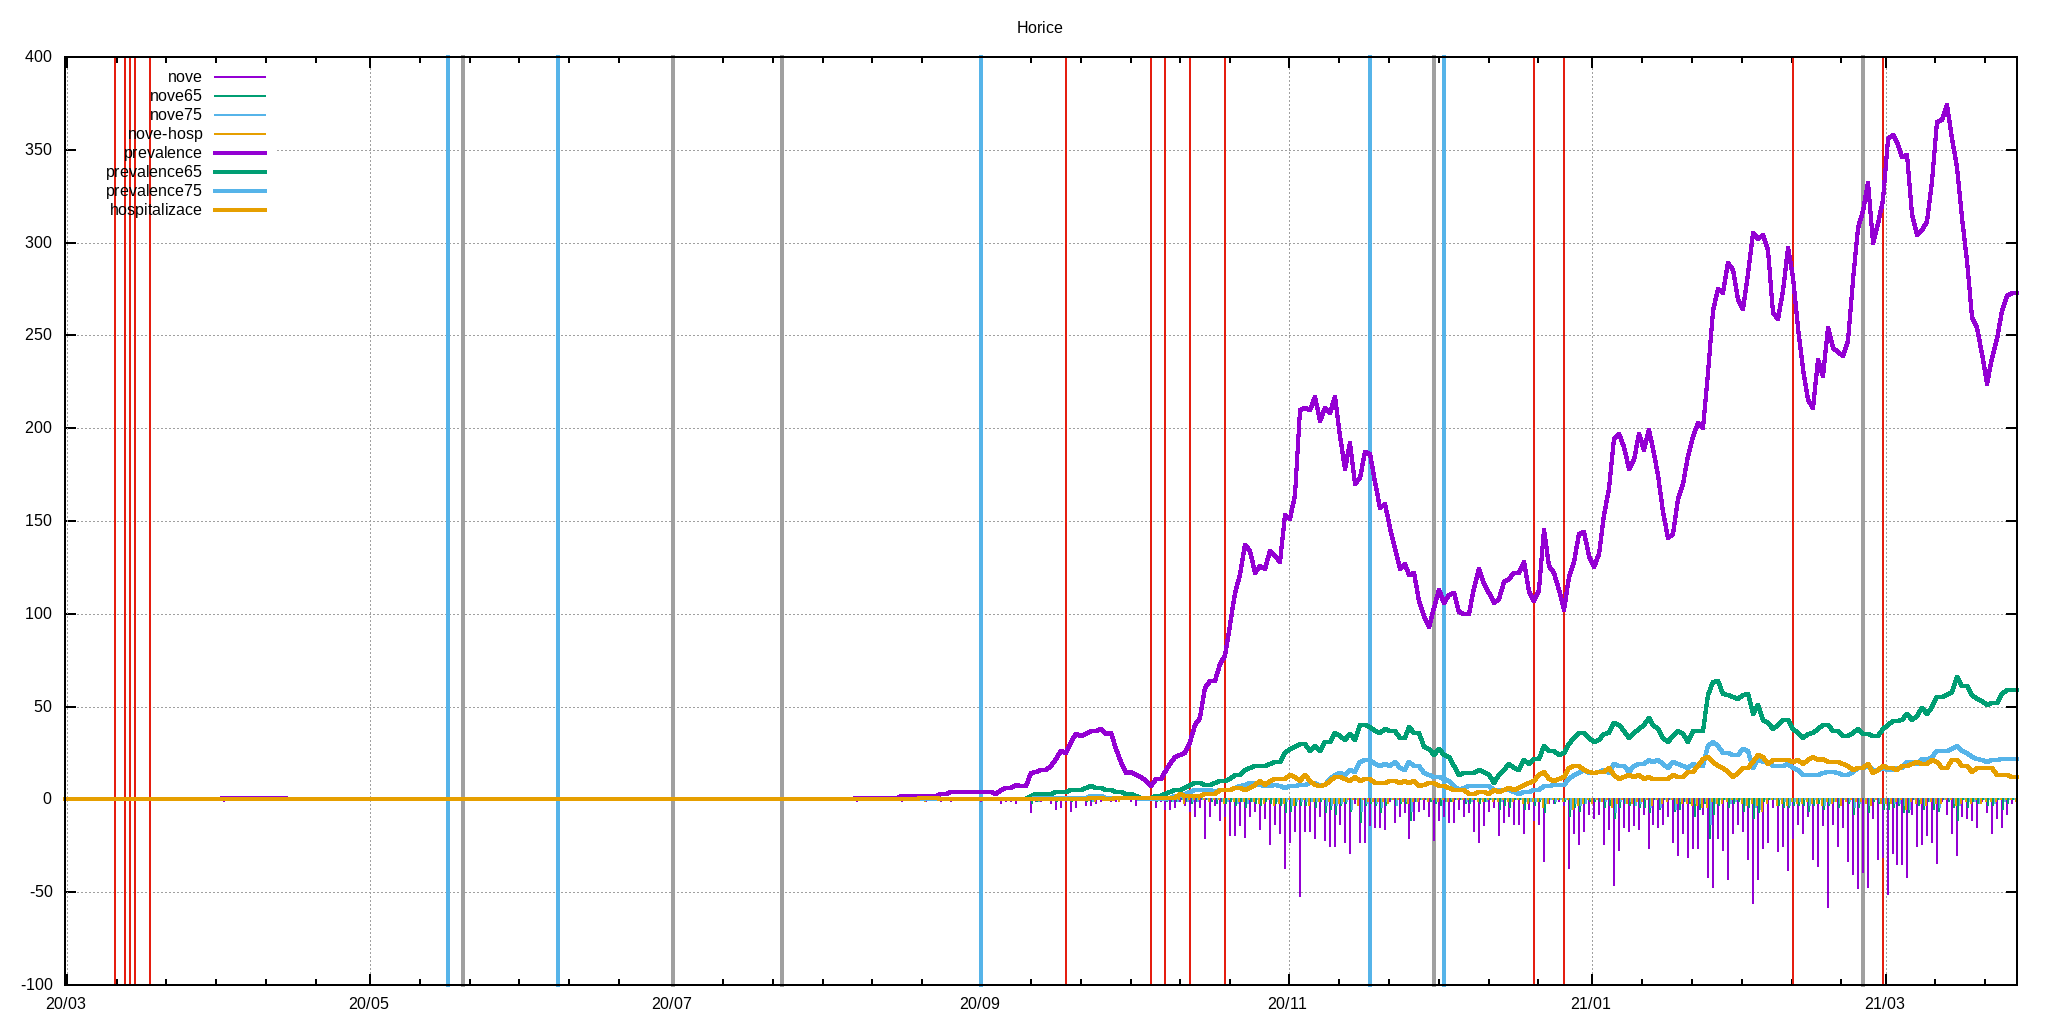 Horice
400
350
300
250
200
150
100
50
0
-50
-100
nove
nove65
nove75
nove-hosp
prevalence
prevalence65
prevalence75
hospitalizace
20/03 20/05 20/07 20/09 20/11 21/01 21/03